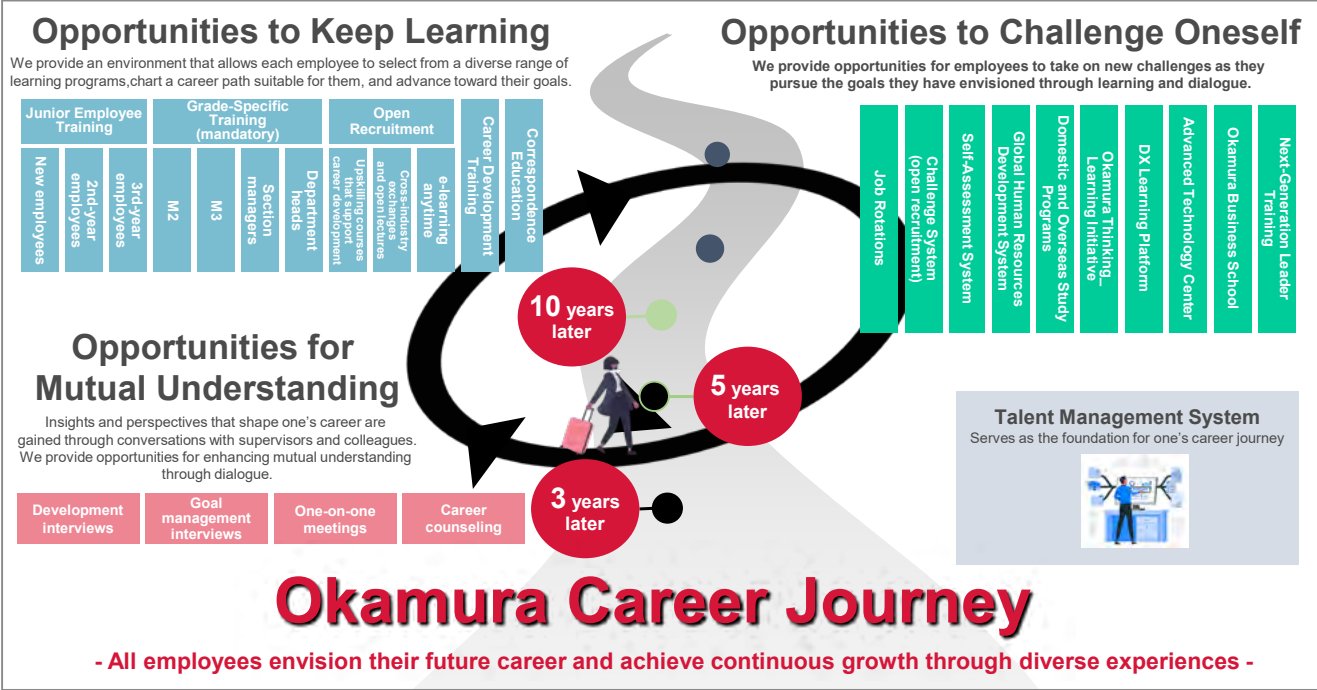 Opportunities to Keep Learning
We provide an environment that allows each employee to select from a diverse range of
learning programs,chart a career path suitable for them, and advance toward their goals.
Junior Employee
Training
New employees
2nd-year
employees
3rd-year
employees
Grade-Specific
Training
(mandatory)
M2
M3
Section
managers
Department
heads
Open
Recruitment
Upskilling courses
that support
career development
Cross-industry
exchanges
and open lectures
e-learning
anytime
Career Development
Training
Correspondence
Education
Opportunities to Challenge Oneself
We provide opportunities for employees to take on new challenges as they
pursue the goals they have envisioned through learning and dialogue.
Job Rotations
Challenge System
(open recruitment)
Self-Assessment System
Global Human Resources
Development System
Domestic and Overseas Study
Programs
Okamura Thinking_
Learning Initiative
DX Learning Platform
Advanced Technology Center
Okamura Business School
Next-Generation Leader
Training
10 years
later
5 years
later
3 years
later
Opportunities for
Mutual Understanding
Insights and perspectives that shape one's career are
gained through conversations with supervisors and colleagues.
We provide opportunities for enhancing mutual understanding
through dialogue.
Development
interviews
Goal
management
interviews
One-on-one
meetings
Career
counseling
Talent Management System
Serves as the foundation for one's career journey
Okamura Career Journey
- All employees envision their future career and achieve continuous growth through diverse experiences -